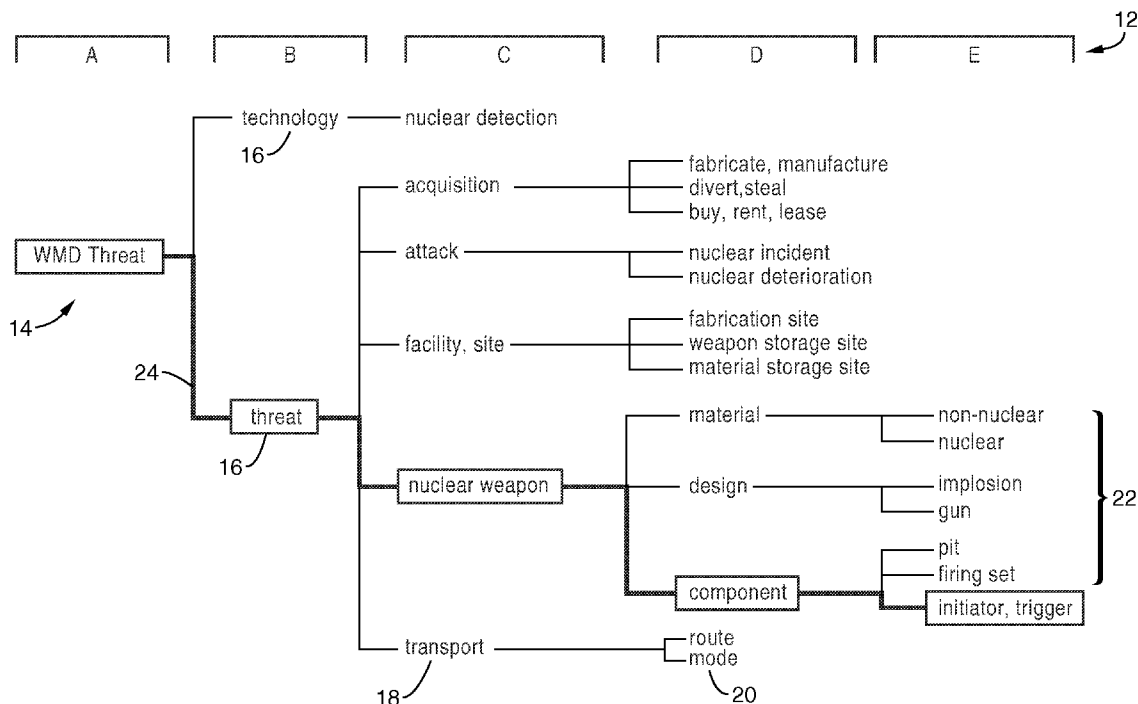 12
A B C D E
technology nuclear detection
16
fabricate, manufacture
acquisition divert,steal
buy, rent, lease
WMD Threat attack nuclear incident
nuclear deterioration
14
fabrication site
facility, site weapon storage site
material storage site
24
threat material non-nuclear
nuclear
16
nuclear weapon design implosion
22
gun
pit
firing set
component
initiator, trigger
route
transport
mode
18 20